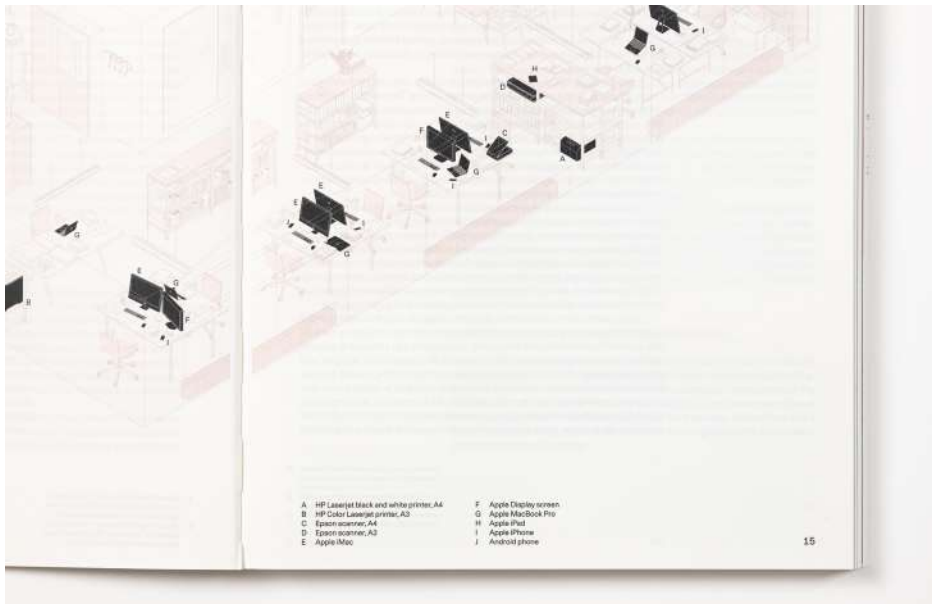 I
G
H
D
E
F
I
C
G
A
I
E
J
I
G
G
E
G
B
F
I
A HP Laserjet black and white printer, A4
B HP Color Laserjet printer, A3
C Epson scanner, A4
D Epson scanner, A3
E Apple iMac
F Apple Display screen
G Apple MacBook Pro
H Apple iPad
I Apple iPhone
J Android phone
15